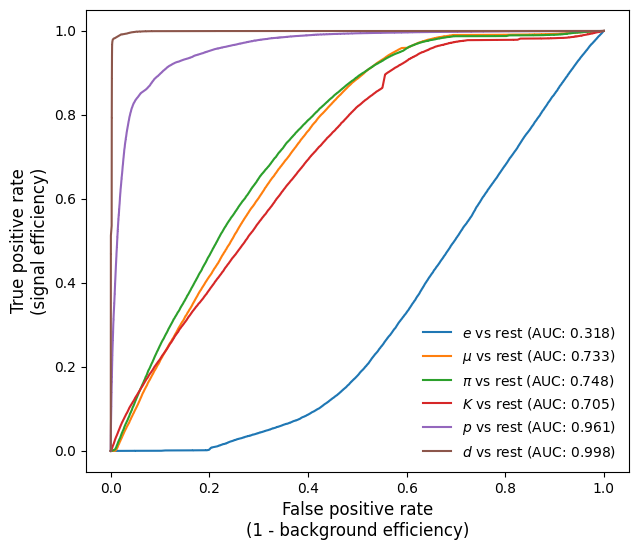 True positive rate
(signal efficiency)
1.0
0.8
0.6
0.4
0.2
0.0
e vs rest (AUC: 0.318)
μ vs rest (AUC: 0.733)
π vs rest (AUC: 0.748)
K vs rest (AUC: 0.705)
p vs rest (AUC: 0.961)
d vs rest (AUC: 0.998)
0.0 0.2 0.4 0.6 0.8 1.0
False positive rate
(1 - background efficiency)